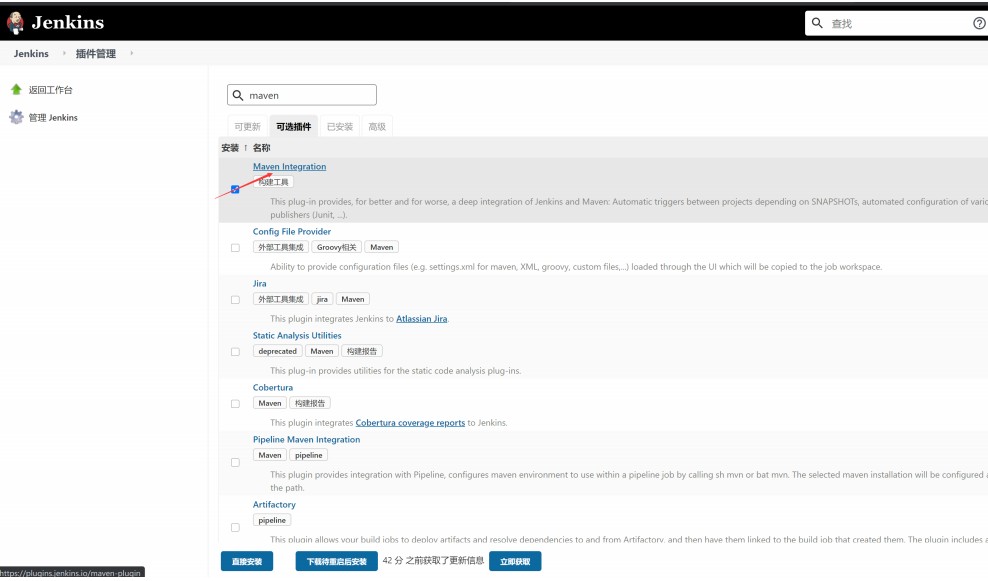 Jenkins
查找
Jenkins 插件管理
返回工作台
管理 Jenkins
maven
可更新 可选插件 已安装 高级
安装 ↑ 名称
Maven Integration
构建工具
This plug-in provides, for better and for worse, a deep integration of Jenkins and Maven: Automatic triggers between projects depending on SNAPSHOTs, automated configuration of
publishers (Junit, ...).
Config File Provider
外部工具集成 Groovy相关 Maven
Ability to provide configuration files (e.g. settings.xml for maven, XML, groovy, custom files,...) loaded through the UI which will be copied to the job workspace.
Jira
外部工具集成 jira Maven
This plugin integrates Jenkins to Atlassian Jira.
Static Analysis Utilities
deprecated Maven 构建报告
This plug-in provides utilities for the static code analysis plug-ins.
Cobertura
Maven 构建报告
This plugin integrates Cobertura coverage reports to Jenkins.
Pipeline Maven Integration
Maven pipeline
This plugin provides integration with Pipeline, configures maven environment to use within a pipeline job by calling sh mvn or bat mvn. The selected maven installation will be configured
the path.
Artifactory
pipeline
This plugin allows your build jobs to deploy artifacts and resolve dependencies to and from Artifactory, and then have them linked to the build job that created them. The plugin includes a
直接安装 下载待重启后安装 42 分 之前获取了更新信息 立即获取
https://plugins.jenkins.io/maven-plugin